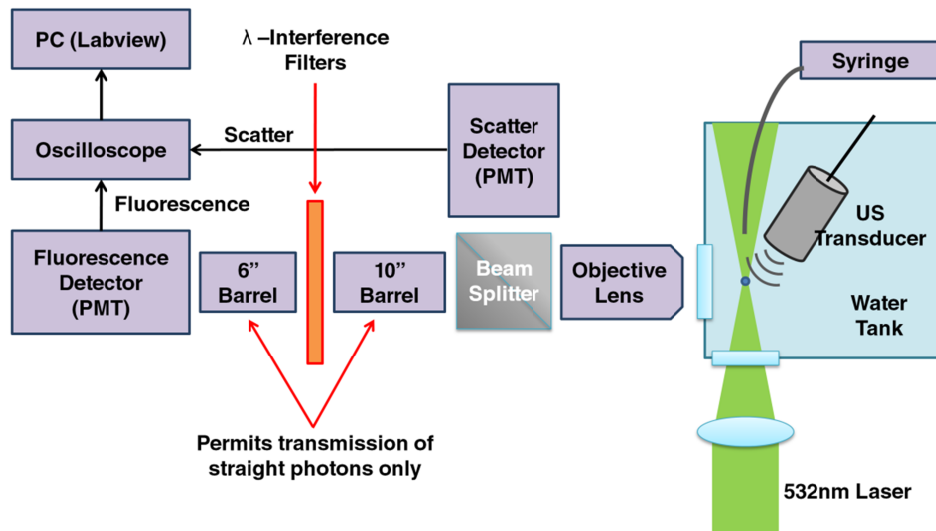 PC (Labview)
λ –Interference
Filters
Syringe
Oscilloscope
Scatter
Scatter
Detector
(PMT)
Fluorescence
US
Transducer
Fluorescence
Detector
(PMT)
6”
Barrel
10”
Barrel
Beam
Splitter
Objective
Lens
Water
Tank
Permits transmission of
straight photons only
532nm Laser